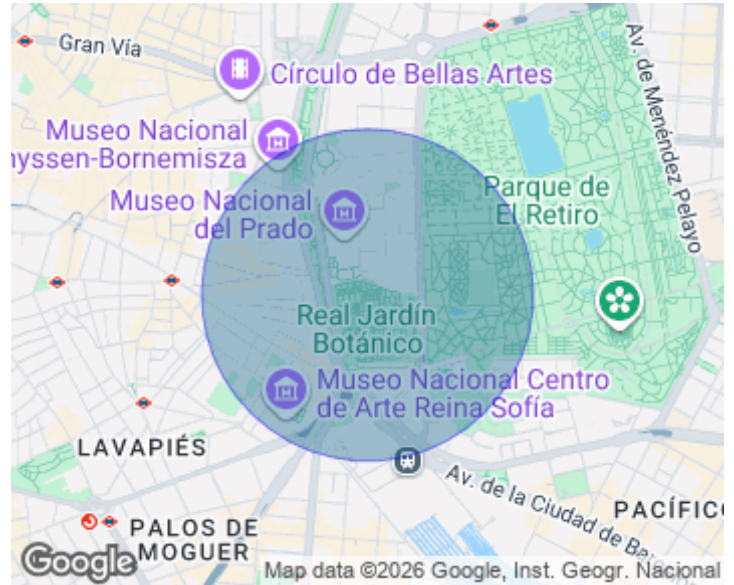 Gran Vía
Círculo de Bellas Artes
Av. de Menéndez Pelayo
Museo Nacional
nyssen-Bornemisza
Museo Nacional
del Prado
Parque de
El Retiro
Real Jardín
Botánico
Museo Nacional Centro
de Arte Reina Sofía
LAVAPIÉS
Av. de la Ciudad de Ba
PACÍFIC
PALOS DE
MOGUER
Google
Map data ©2026 Google, Inst. Geogr. Nacional